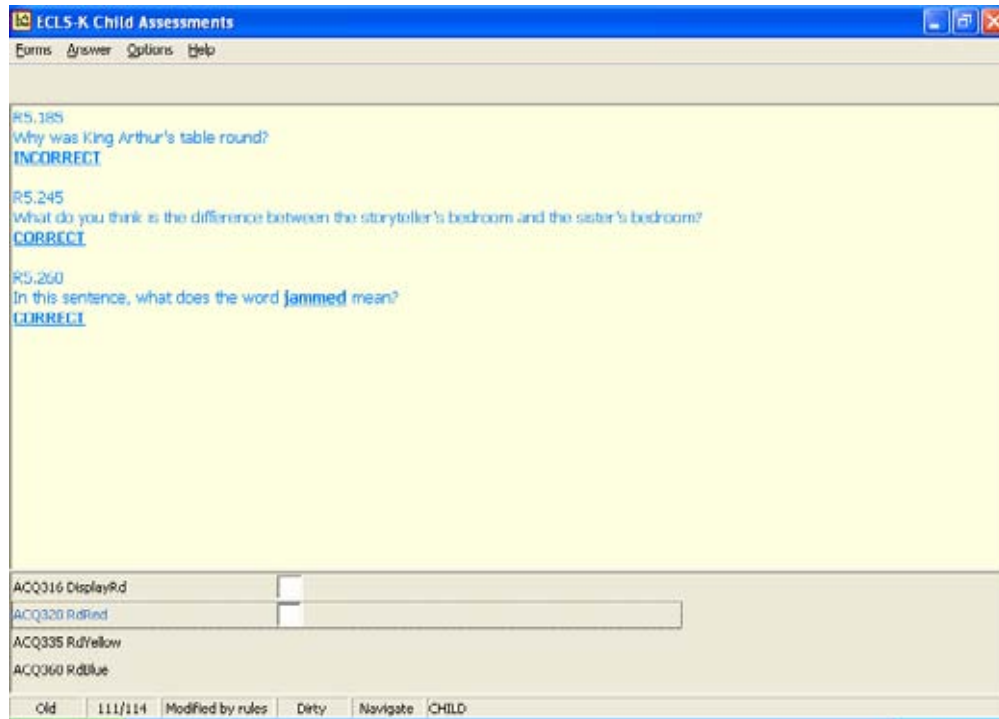 ECLS-K Child Assessments
Forms Answer Options Help
R5.185
Why was King Arthur's table round?
INCORRECT
R5.245
What do you think is the difference between the storyteller's bedroom and the sister's bedroom?
CORRECT
R5.260
In this sentence, what does the word jammed mean?
CORRECT
ACQ316 DisplayRd
ACQ320 RdRed
ACQ335 RdYellow
ACQ360 RdBlue
Old 111/114 Modified by rules Dirty Navigate CHILD